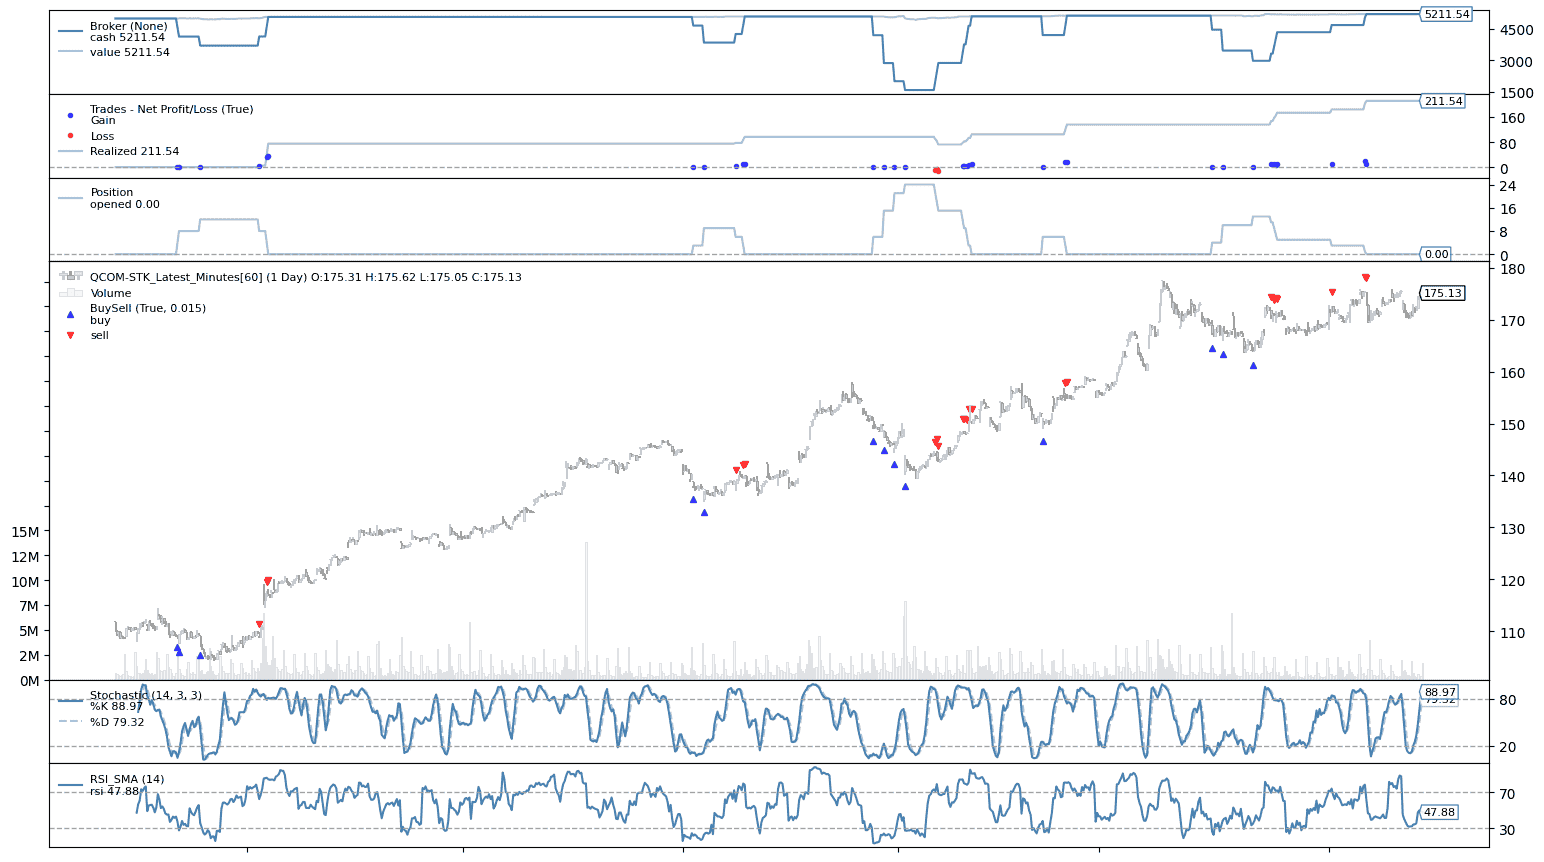 Broker (None)
cash 5211.54
value 5211.54
5211.54
4500
3000
1500
Trades - Net Profit/Loss (True)
Gain
Loss
Realized 211.54
211.54
160
80
0
Position
opened 0.00
24
16
8
0
0.00
QCOM-STK_Latest_Minutes[60] (1 Day) O:175.31 H:175.62 L:175.05 C:175.13
Volume
BuySell (True, 0.015)
buy
sell
180
175.13
170
160
150
140
130
120
110
15M
12M
10M
7M
5M
2M
0M
Stochastic (14, 3, 3)
%K 88.97
%D 79.32
88.97
79.32
80
20
RSI_SMA (14)
rsi 47.88
70
47.88
30